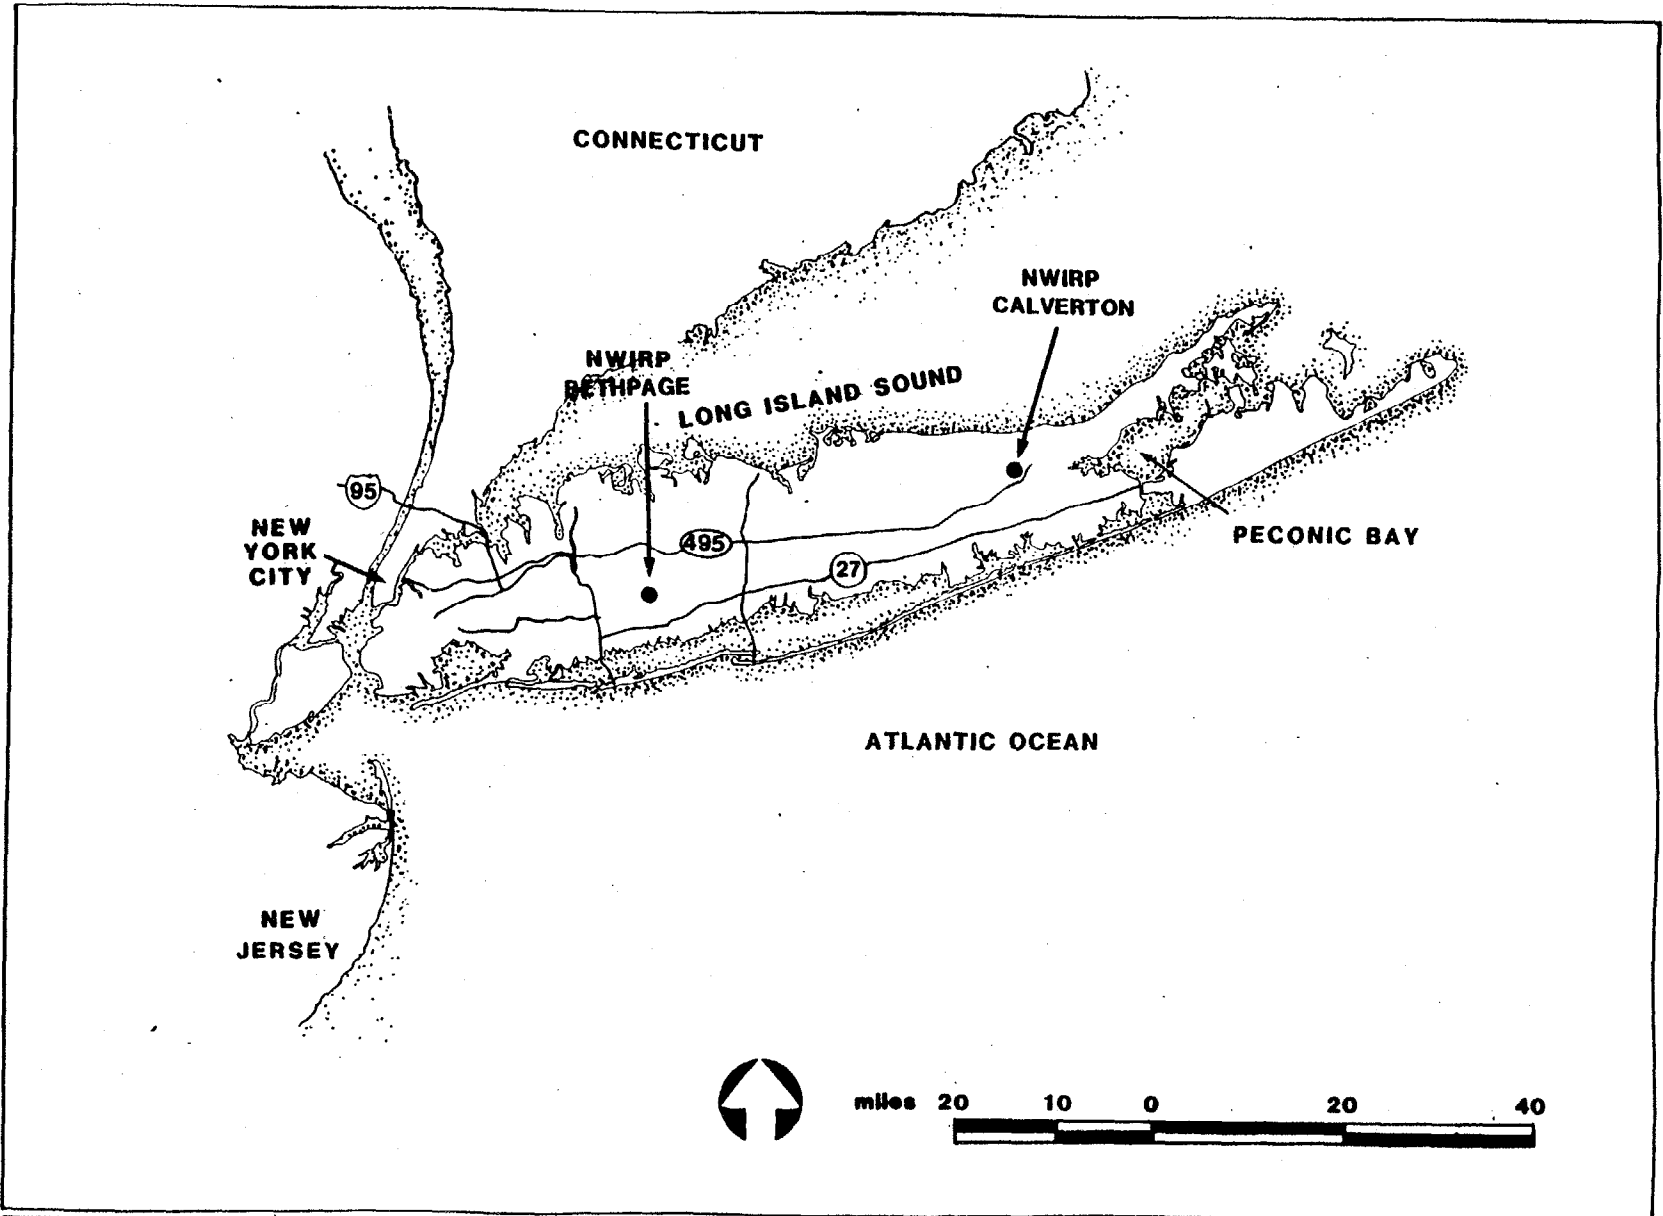 CONNECTICUT
NWIRP
CALVERTON
NWIRP
BETHPAGE
LONG ISLAND SOUND
95
NEW
YORK
CITY
495
27
PECONIC BAY
ATLANTIC OCEAN
NEW
JERSEY
miles 20 10 0 20 40